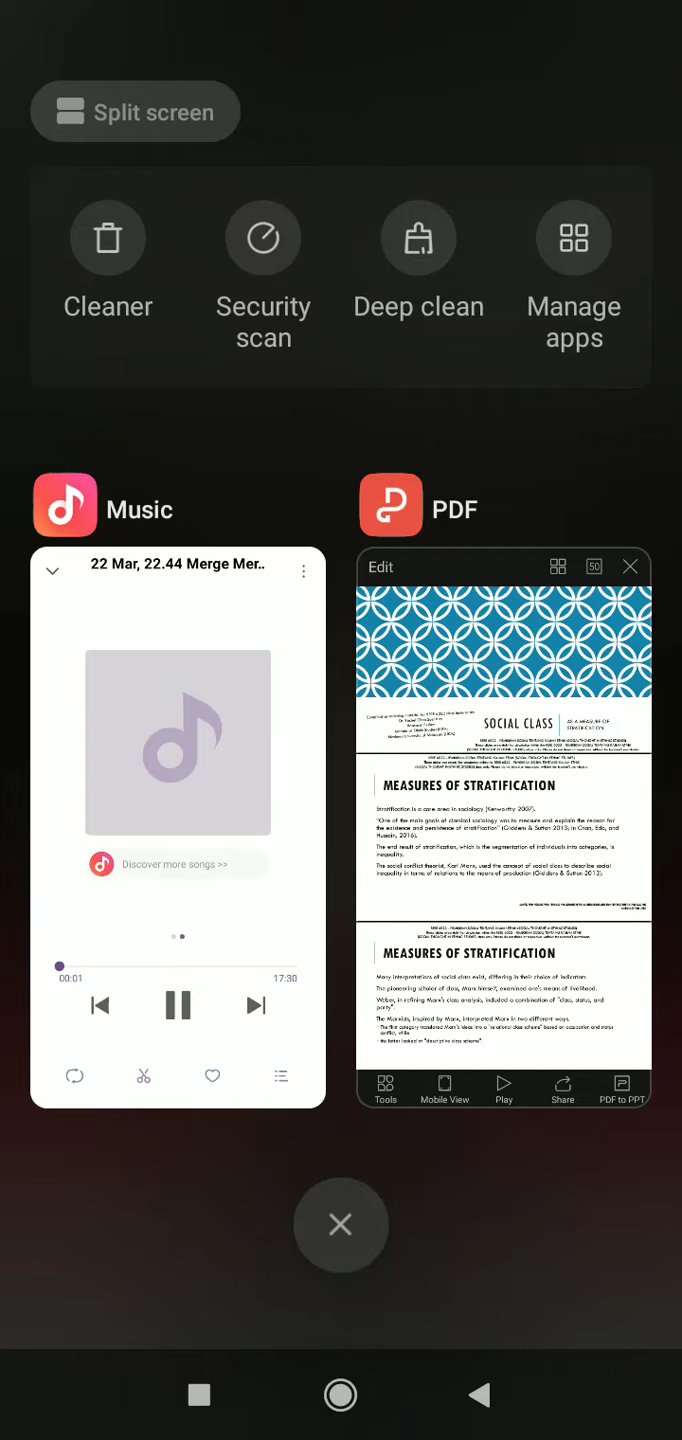 Split screen
Cleaner
Security
scan
Deep clean
Manage
apps
Music
PDF
22 Mar, 22.44 Merge Mer..
Discover more songs >>
00:01
17:30
Edit
50
SOCIAL CLASS
AS A MEASURE OF
STRATIFICATION
MEASURES OF STRATIFICATION
Stratification is a core area in sociology (Kenworthy 2007).
"One of the main goals of classical sociology was to measure and explain the reason for
the existence and persistence of stratification" (Giddens & Sutton 2013; in Chan, Edo, and
Husain, 2016).
The end result of stratification, which is the segmentation of individuals into categories, is
inequality.
The social conflict theorist, Karl Marx, used the concept of social class to describe social
inequality in terms of relations to the means of production (Giddens & Sutton 2013).
MEASURES OF STRATIFICATION
Many interpretations of social class exist, differing in their choice of indicators.
The pioneering scholar of class, Marx himself, examined one's means of livelihood.
Weber, in refining Marx's class analysis, included a combination of "class, status, and
party".
The Marxists, inspired by Marx, interpreted Marx in two different ways.
- The first category translated Marx's ideas into a "relational class scheme" based on occupation and status
conflict, while
- the latter looked at "descriptive class scheme".
Tools
Mobile View
Play
Share
PDF to PPT